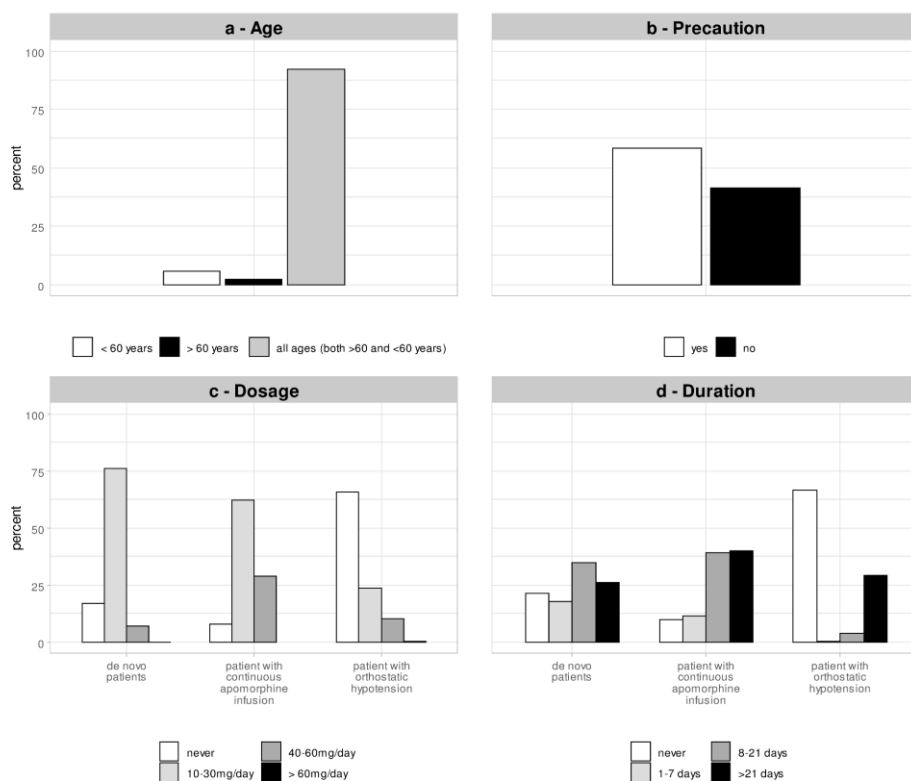 a - Age
b - Precaution
percent
100
75
50
25
0
< 60 years > 60 years all ages (both >60 and <60 years)
yes no
c - Dosage
d - Duration
percent
100
75
50
25
0
de novo
patients
patient with
continuous
apomorphine
infusion
patient with
orthostatic
hypotension
de novo
patients
patient with
continuous
apomorphine
infusion
patient with
orthostatic
hypotension
never 40-60mg/day
10-30mg/day > 60mg/day
never 8-21 days
1-7 days >21 days